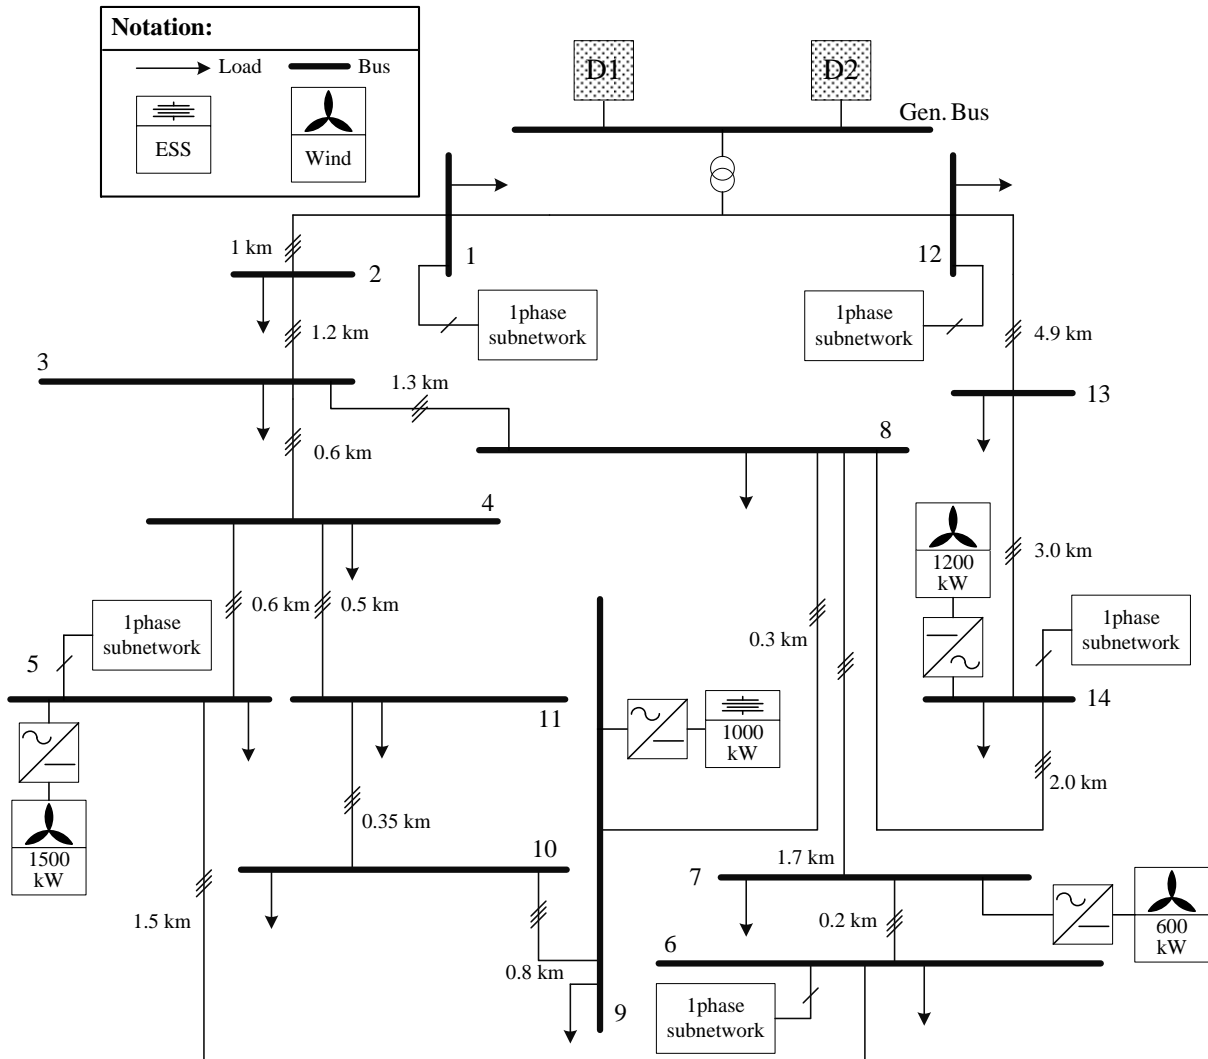 Notation:
Load
Bus
ESS
Wind
D1
D2
Gen. Bus
1
12
1 km
2
1phase
subnetwork
1phase
subnetwork
1.2 km
4.9 km
3
1.3 km
13
8
0.6 km
4
1200
kW
3.0 km
0.6 km
0.5 km
1phase
subnetwork
0.3 km
1phase
subnetwork
5
11
14
1000
kW
2.0 km
0.35 km
1500
kW
10
1.7 km
7
1.5 km
0.2 km
600
kW
6
0.8 km
9
1phase
subnetwork